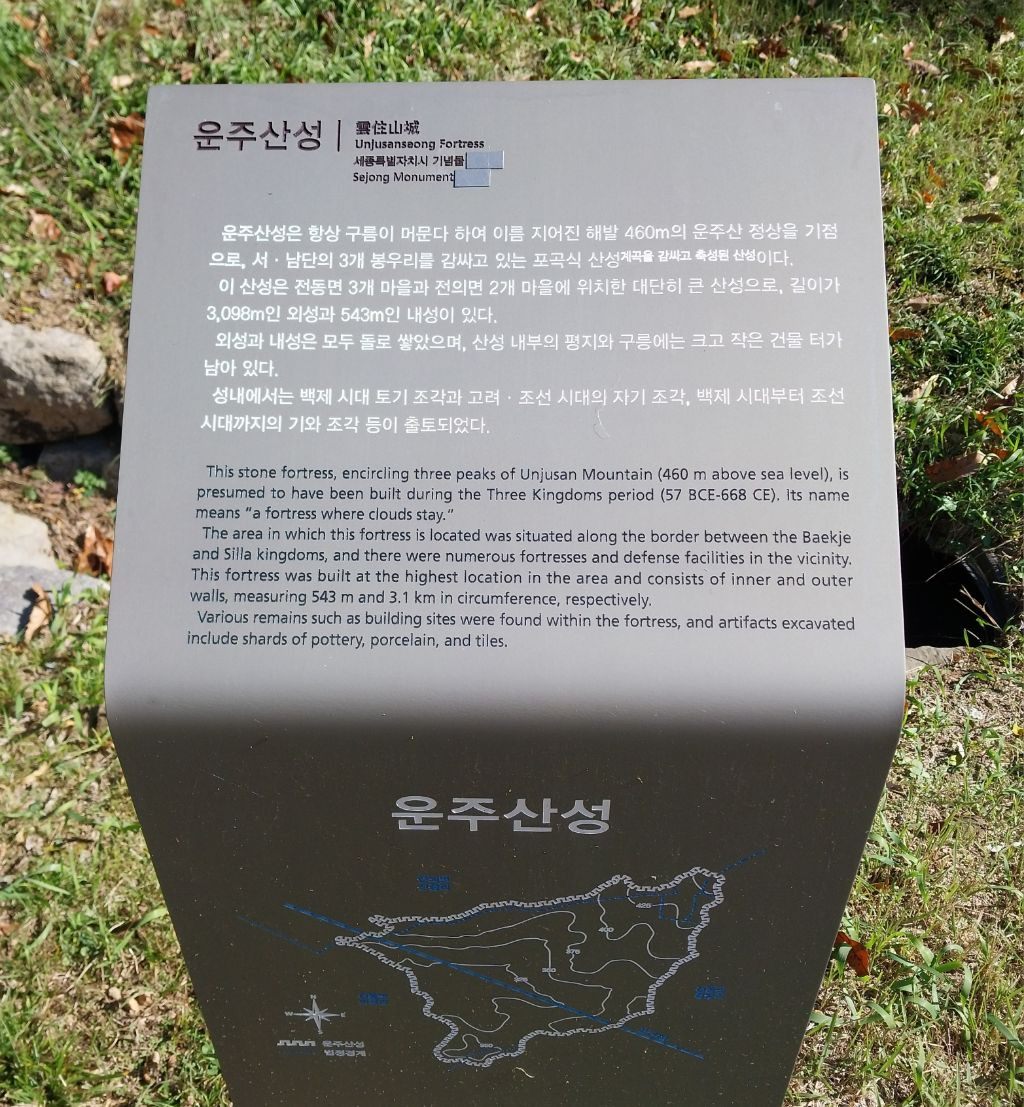 운주산성
雲住山城
Unjusanseong Fortress
세종특별자치시 기념물
Sejong Monument
운주산성은 항상 구름이 머문다 하여 이름 지어진 해발 460m의 운주산 정상을 기점
으로, 서 · 남단의 3개 봉우리를 감싸고 있는 포곡식 산성계곡을 감싸고 축성된 산성이다.
이 산성은 전동면 3개 마을과 전의면 2개 마을에 위치한 대단히 큰 산성으로, 길이가
3,098m인 외성과 543m인 내성이 있다.
외성과 내성은 모두 돌로 쌓았으며, 산성 내부의 평지와 구릉에는 크고 작은 건물 터가
남아 있다.
성내에서는 백제 시대 토기 조각과 고려 · 조선 시대의 자기 조각, 백제 시대부터 조선
시대까지의 기와 조각 등이 출토되었다.
This stone fortress, encircling three peaks of Unjusan Mountain (460 m above sea level), is
presumed to have been built during the Three Kingdoms period (57 BCE-668 CE). Its name
means “a fortress where clouds stay.”
The area in which this fortress is located was situated along the border between the Baekje
and Silla kingdoms, and there were numerous fortresses and defense facilities in the vicinity.
This fortress was built at the highest location in the area and consists of inner and outer
walls, measuring 543 m and 3.1 km in circumference, respectively.
Various remains such as building sites were found within the fortress, and artifacts excavated
include shards of pottery, porcelain, and tiles.
운주산성
425
400
N
W E
S
운주산성
행정경계